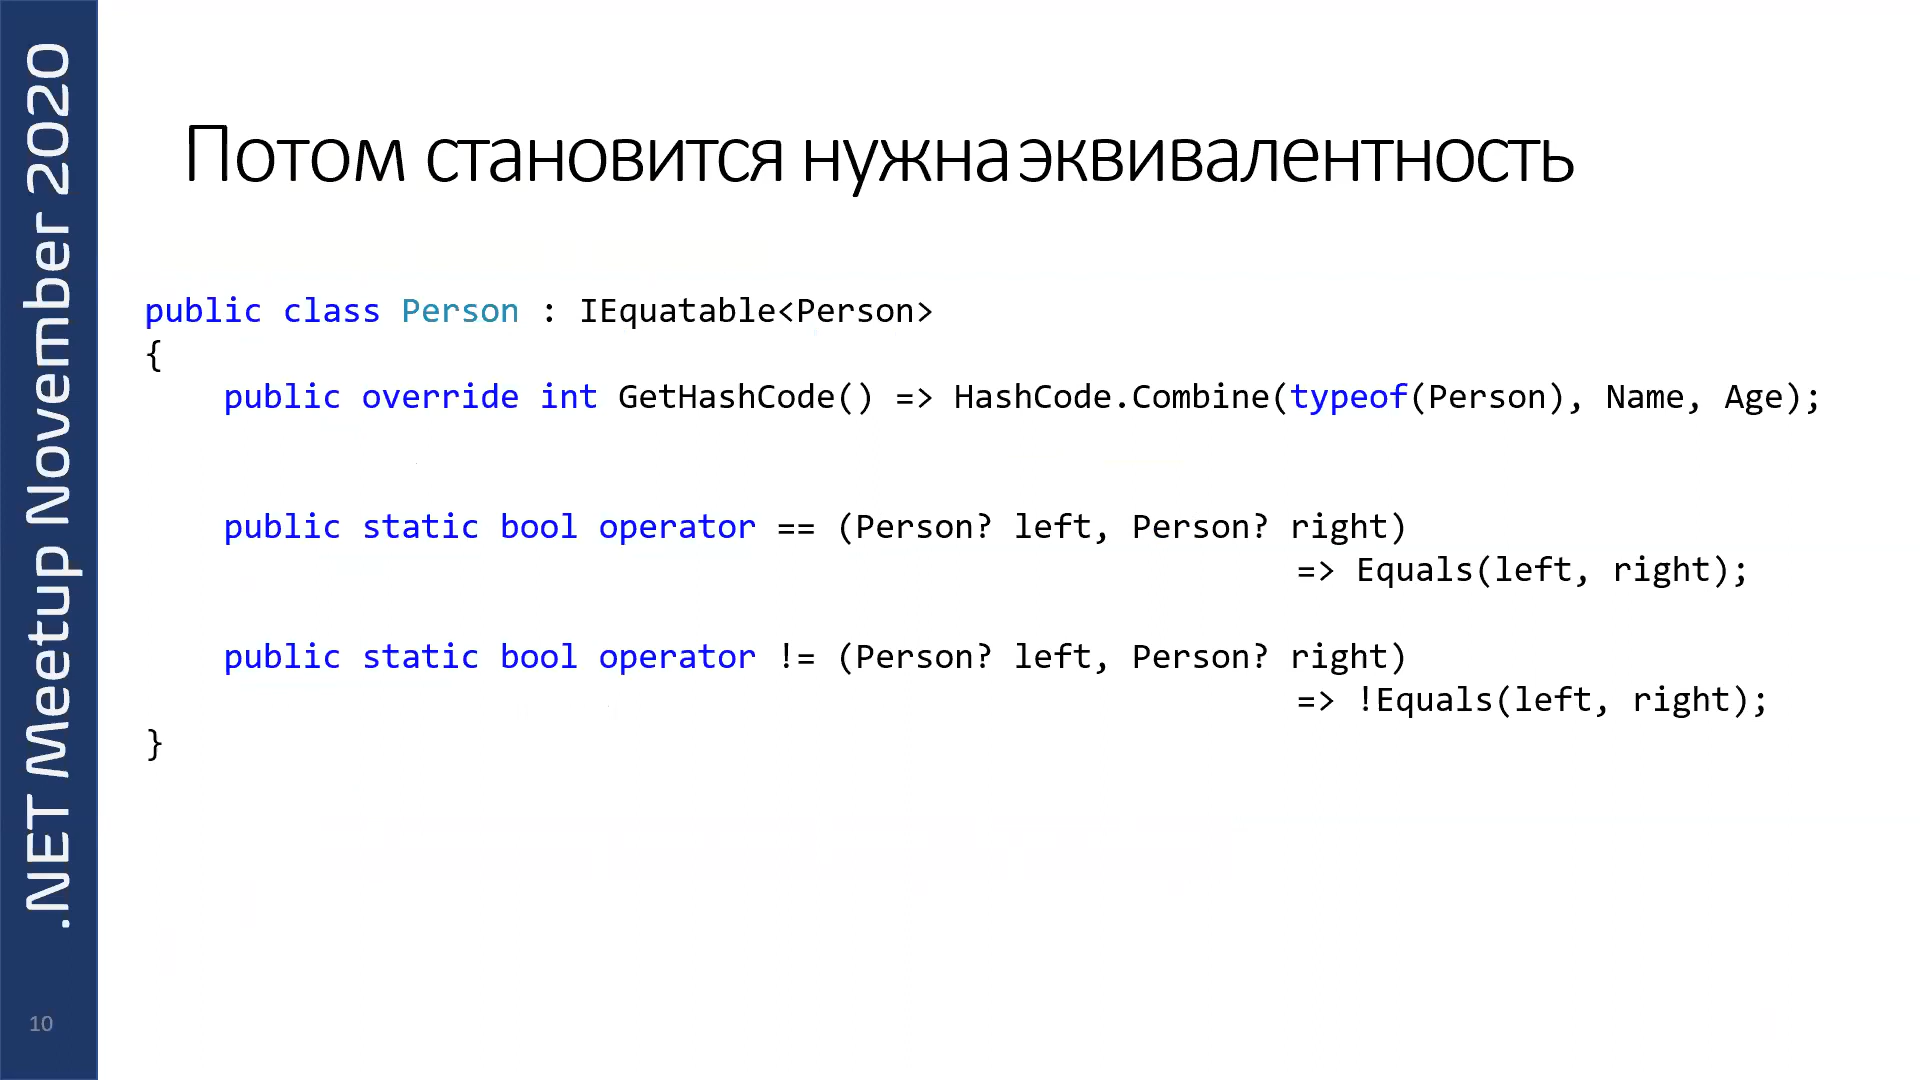 .NET Meetup November 2020
Потом становится нужна эквивалентность
public class Person : IEquatable<Person>
{
    public override int GetHashCode() => HashCode.Combine(typeof(Person), Name, Age);
    public static bool operator == (Person? left, Person? right)
=> Equals(left, right);
    public static bool operator != (Person? left, Person? right)
=> !Equals(left, right);
}
10